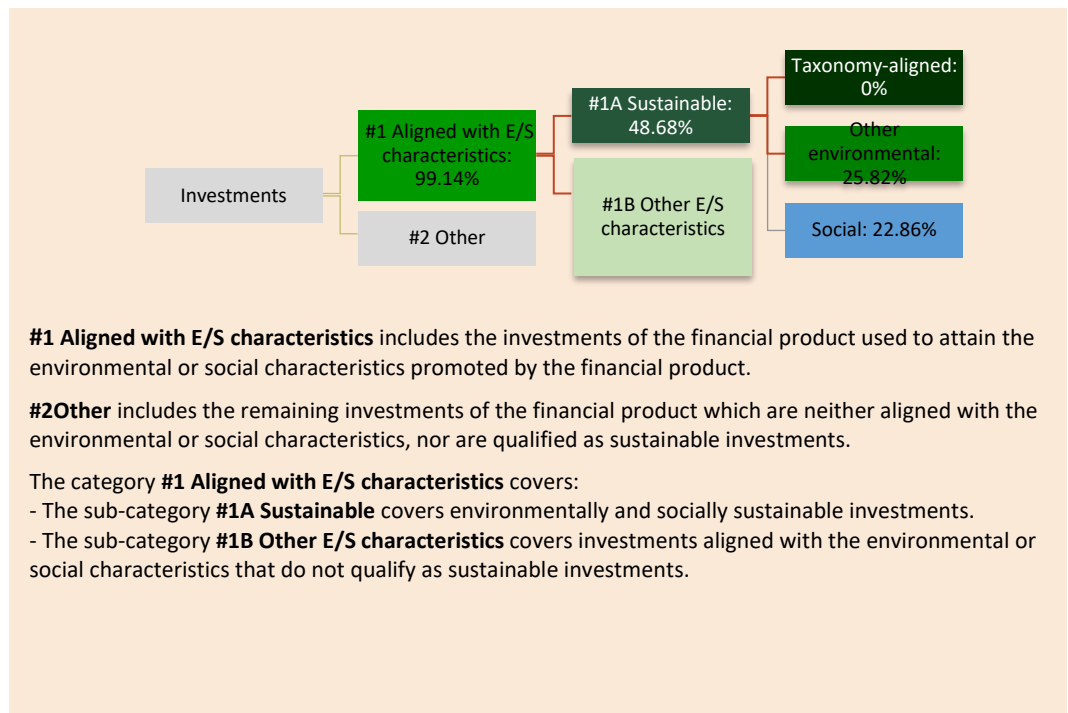 Investments
#1 Aligned with E/S
characteristics:
99.14%
#2 Other
#1A Sustainable:
48.68%
#1B Other E/S
characteristics
Taxonomy-aligned:
0%
Other
environmental:
25.82%
Social: 22.86%
#1 Aligned with E/S characteristics includes the investments of the financial product used to attain the
environmental or social characteristics promoted by the financial product.
#2Other includes the remaining investments of the financial product which are neither aligned with the
environmental or social characteristics, nor are qualified as sustainable investments.
The category #1 Aligned with E/S characteristics covers:
- The sub-category #1A Sustainable covers environmentally and socially sustainable investments.
- The sub-category #1B Other E/S characteristics covers investments aligned with the environmental or
social characteristics that do not qualify as sustainable investments.